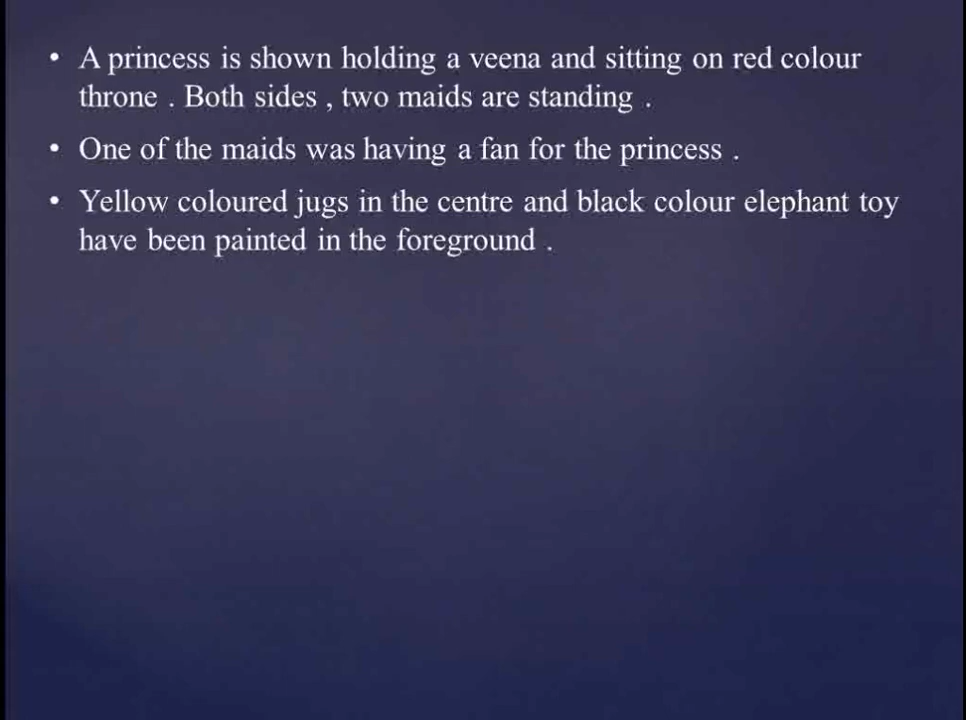 • A princess is shown holding a veena and sitting on red colour
throne . Both sides , two maids are standing .
• One of the maids was having a fan for the princess .
• Yellow coloured jugs in the centre and black colour elephant toy
have been painted in the foreground .